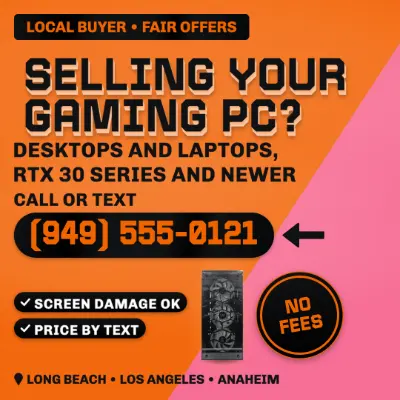 LOCAL BUYER • FAIR OFFERS
SELLING YOUR
GAMING PC?
DESKTOPS AND LAPTOPS,
RTX 30 SERIES AND NEWER
CALL OR TEXT
(949) 555-0121
SCREEN DAMAGE OK
PRICE BY TEXT
NO
FEES
LONG BEACH • LOS ANGELES • ANAHEIM